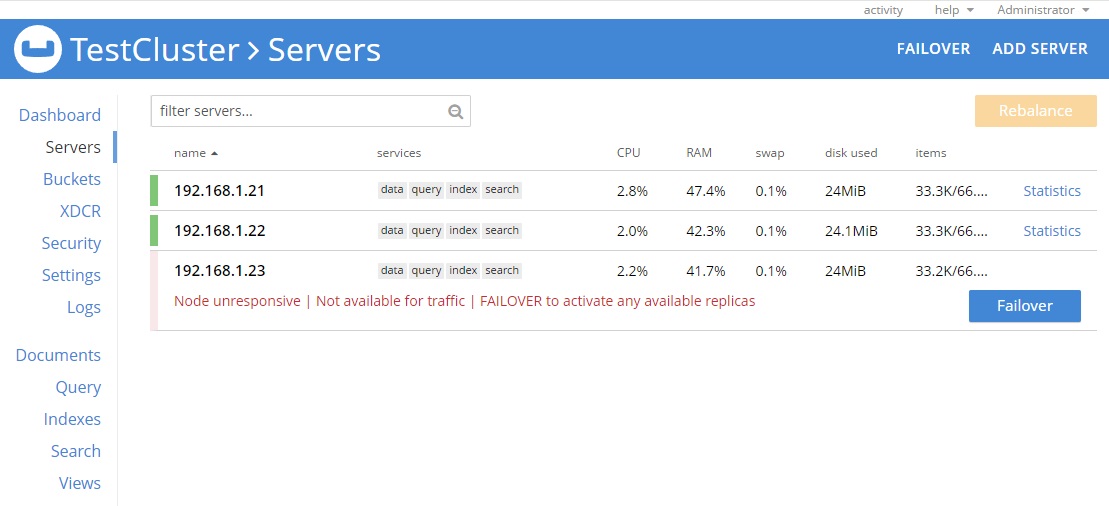 activity help Administrator
TestCluster > Servers FAILOVER ADD SERVER
Dashboard
Servers
Buckets
XDCR
Security
Settings
Logs
Documents
Query
Indexes
Search
Views
filter servers... Rebalance
name services CPU RAM swap disk used items
192.168.1.21 data query index search 2.8% 47.4% 0.1% 24MiB 33.3K/66.... Statistics
192.168.1.22 data query index search 2.0% 42.3% 0.1% 24.1MiB 33.3K/66.... Statistics
192.168.1.23 data query index search 2.2% 41.7% 0.1% 24MiB 33.2K/66....
Node unresponsive | Not available for traffic | FAILOVER to activate any available replicas Failover